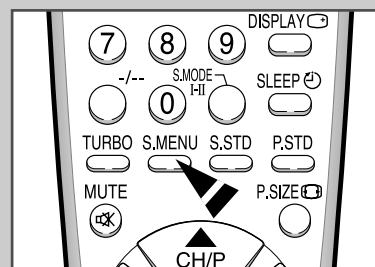 DISPLAY
7 8 9
-/-- S.MODE SLEEP
I-II
0
TURBO S.MENU S.STD P.STD
MUTE P.SIZE
CH/P